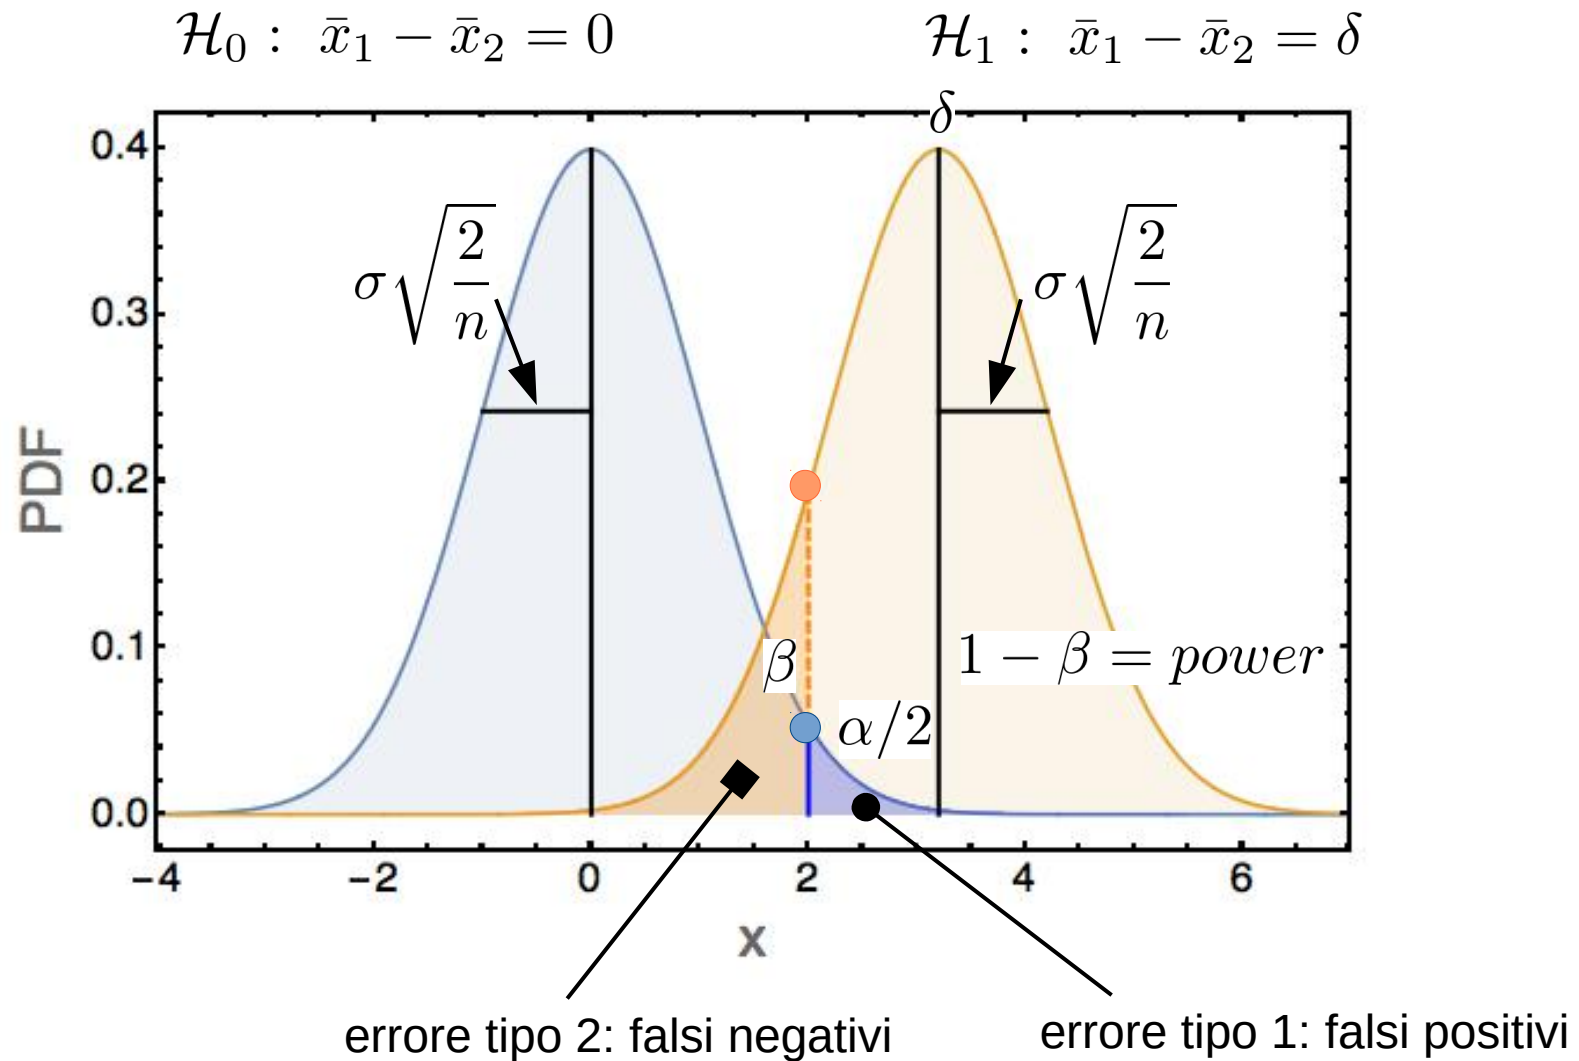 ℋ₀ : x̄₁ − x̄₂ = 0
ℋ₁ : x̄₁ − x̄₂ = δ
δ
0.4
0.3
0.2
0.1
0.0
PDF
σ√(2/n)
σ√(2/n)
β
α/2
1 − β = power
−4 −2 0 2 4 6
x
errore tipo 2: falsi negativi
errore tipo 1: falsi positivi